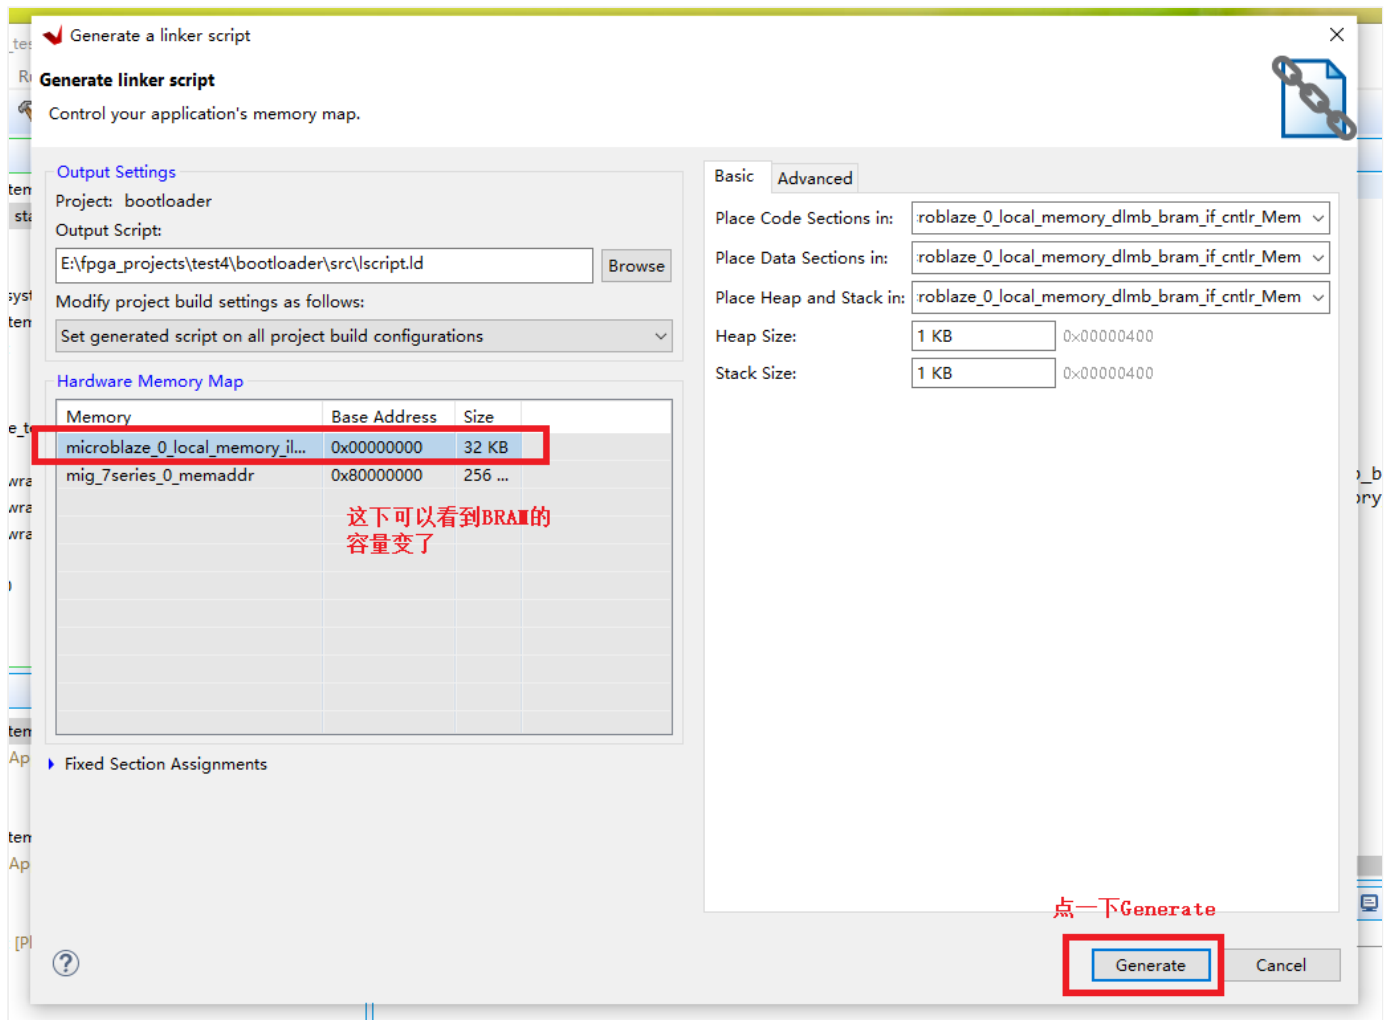 Generate a linker script
Generate linker script
Control your application's memory map.
Output Settings
Project: bootloader
Output Script:
E:\fpga_projects\test4\bootloader\src\lscript.ld
Browse
Modify project build settings as follows:
Set generated script on all project build configurations
Hardware Memory Map
Memory Base Address Size
microblaze_0_local_memory_il... 0x00000000 32 KB
mig_7series_0_memaddr 0x80000000 256 ...
这下可以看到BRAM的
容量变了
Fixed Section Assignments
Basic Advanced
Place Code Sections in: roblaze_0_local_memory_dlmb_bram_if_cntlr_Mem
Place Data Sections in: roblaze_0_local_memory_dlmb_bram_if_cntlr_Mem
Place Heap and Stack in: roblaze_0_local_memory_dlmb_bram_if_cntlr_Mem
Heap Size: 1 KB 0x00000400
Stack Size: 1 KB 0x00000400
点一下Generate
Generate Cancel